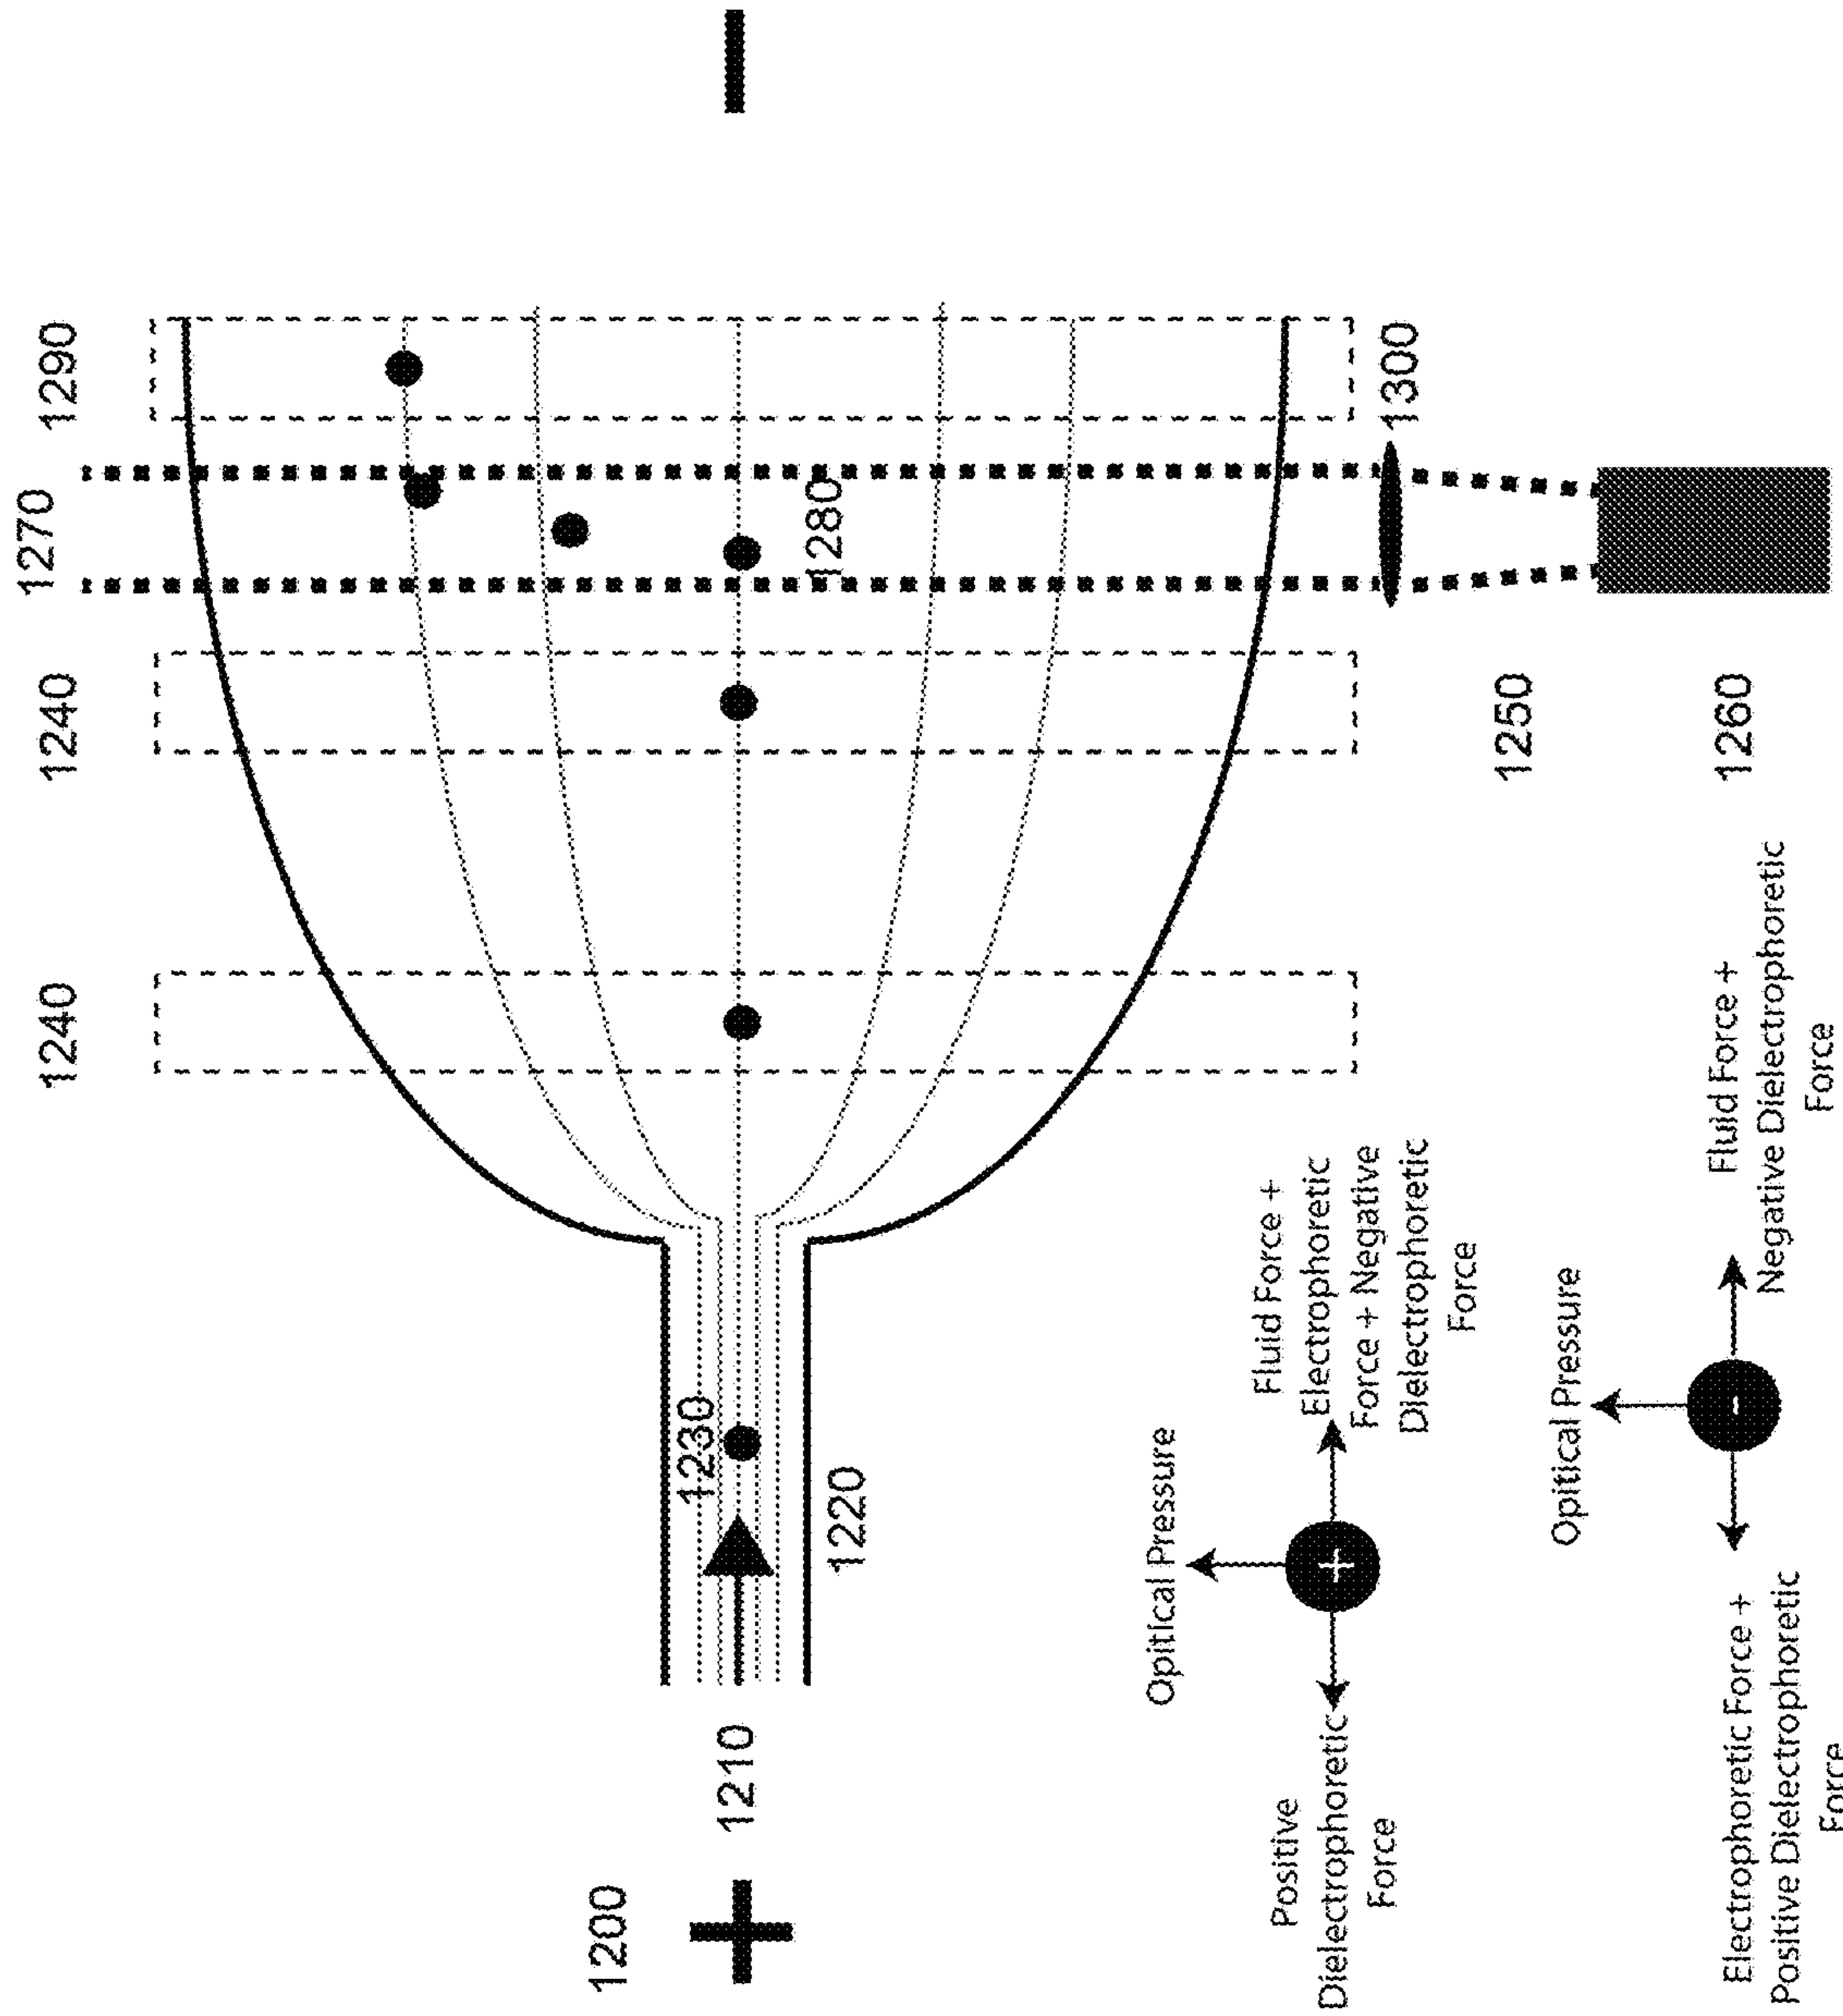 1270
1240
1240
1290
1200
1230
+
1210
−
1280
1220
Opitical Pressure
Positive
Dielectrophoretic
Force
+
Fluid Force +
Electrophoretic
Force + Negative
Dielectrophoretic
Force
1300
1250
1260
Opitical Pressure
Electrophoretic Force +
Positive Dielectrophoretic
Force
-
Fluid Force +
Negative Dielectrophoretic
Force